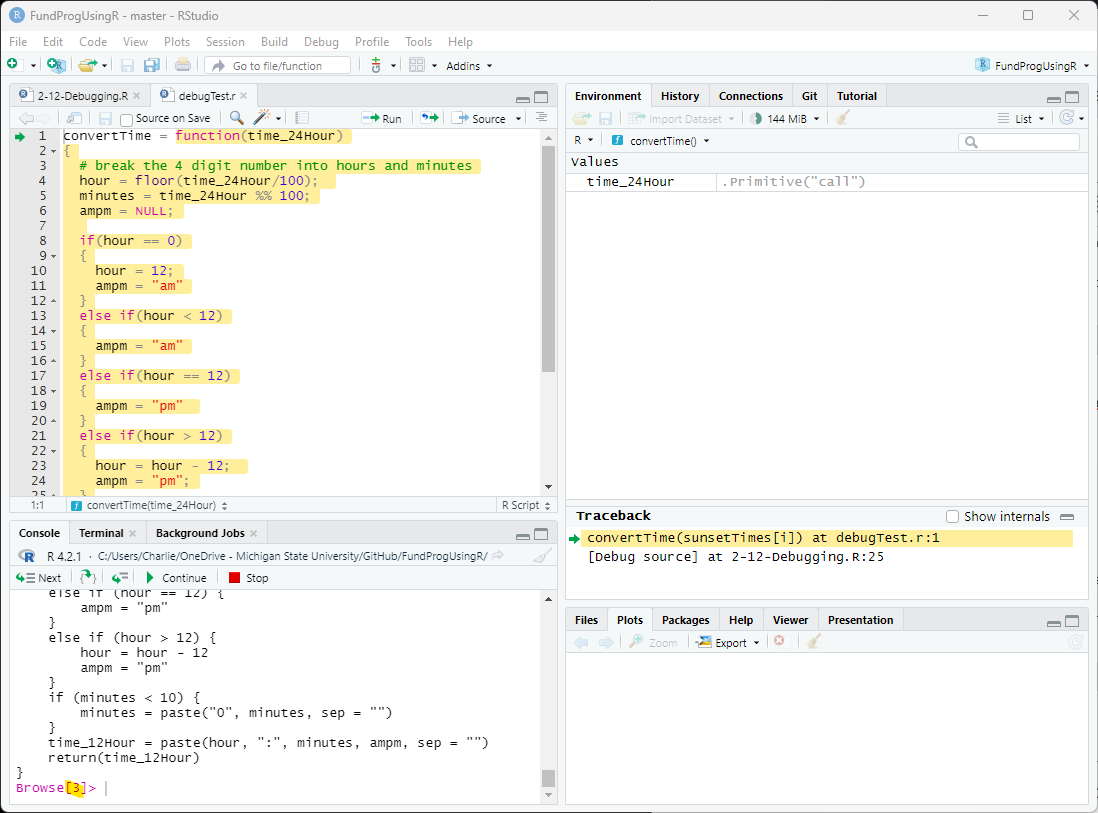 FundProgUsingR - master - RStudio
File Edit Code View Plots Session Build Debug Profile Tools Help
Go to file/function Addins FundProgUsingR
2-12-Debugging.R debugTest.r
Source on Save Run Source
1 convertTime = function(time_24Hour)
2 {
3 # break the 4 digit number into hours and minutes
4 hour = floor(time_24Hour/100);
5 minutes = time_24Hour %% 100;
6 ampm = NULL;
7
8 if(hour == 0)
9 {
10 hour = 12;
11 ampm = "am"
12 }
13 else if(hour < 12)
14 {
15 ampm = "am"
16 }
17 else if(hour == 12)
18 {
19 ampm = "pm"
20 }
21 else if(hour > 12)
22 {
23 hour = hour - 12;
24 ampm = "pm";
25 }
1:1 convertTime(time_24Hour) R Script
Console Terminal Background Jobs
R 4.2.1 · C:/Users/Charlie/OneDrive - Michigan State University/GitHub/FundProgUsingR/
Next Continue Stop
else if (hour == 12) {
ampm = "pm"
}
else if (hour > 12) {
hour = hour - 12
ampm = "pm"
}
if (minutes < 10) {
minutes = paste("0", minutes, sep = "")
}
time_12Hour = paste(hour, ":", minutes, ampm, sep = "")
return(time_12Hour)
}
Browse[3]>
Environment History Connections Git Tutorial
Import Dataset 144 MiB List
R convertTime()
Values
time_24Hour .Primitive("call")
Traceback Show internals
convertTime(sunsetTimes[i]) at debugTest.r:1
[Debug source] at 2-12-Debugging.R:25
Files Plots Packages Help Viewer Presentation
Zoom Export